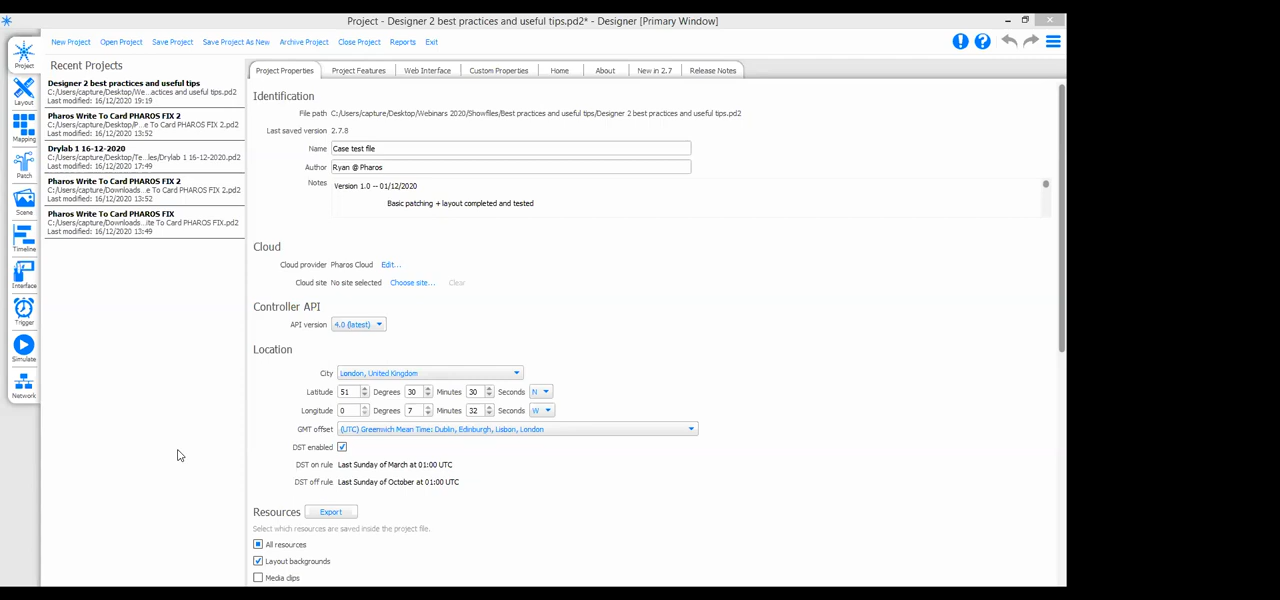 Project - Designer 2 best practices and useful tips.pd2* - Designer [Primary Window]
New Project Open Project Save Project Save Project As New Archive Project Close Project Reports Exit
Project
Layout
Mapping
Patch
Scene
Timeline
Interface
Trigger
Simulate
Network
Recent Projects
Designer 2 best practices and useful tips
C:/Users/capture/Desktop/We...actices and useful tips.pd2
Last modified: 16/12/2020 19:19
Pharos Write To Card PHAROS FIX 2
C:/Users/capture/Desktop/P...e To Card PHAROS FIX 2.pd2
Last modified: 16/12/2020 13:52
Drylab 1 16-12-2020
C:/Users/capture/Desktop/Te...les/Drylab 1 16-12-2020.pd2
Last modified: 16/12/2020 17:49
Pharos Write To Card PHAROS FIX 2
C:/Users/capture/Downloads...e To Card PHAROS FIX 2.pd2
Last modified: 16/12/2020 13:52
Pharos Write To Card PHAROS FIX
C:/Users/capture/Downloads...ite To Card PHAROS FIX.pd2
Last modified: 16/12/2020 13:49
Project Properties Project Features Web Interface Custom Properties Home About New in 2.7 Release Notes
Identification
File path C:/Users/capture/Desktop/Webinars 2020/Showfiles/Best practices and useful tips/Designer 2 best practices and useful tips.pd2
Last saved version 2.7.8
Name Case test file
Author Ryan @ Pharos
Notes Version 1.0 -- 01/12/2020
Basic patching + layout completed and tested
Cloud
Cloud provider Pharos Cloud Edit...
Cloud site No site selected Choose site... Clear
Controller API
API version 4.0 (latest)
Location
City London, United Kingdom
Latitude 51 Degrees 30 Minutes 30 Seconds N
Longitude 0 Degrees 7 Minutes 32 Seconds W
GMT offset (UTC) Greenwich Mean Time: Dublin, Edinburgh, Lisbon, London
DST enabled
DST on rule Last Sunday of March at 01:00 UTC
DST off rule Last Sunday of October at 01:00 UTC
Resources Export
Select which resources are saved inside the project file.
All resources
Layout backgrounds
Media clips